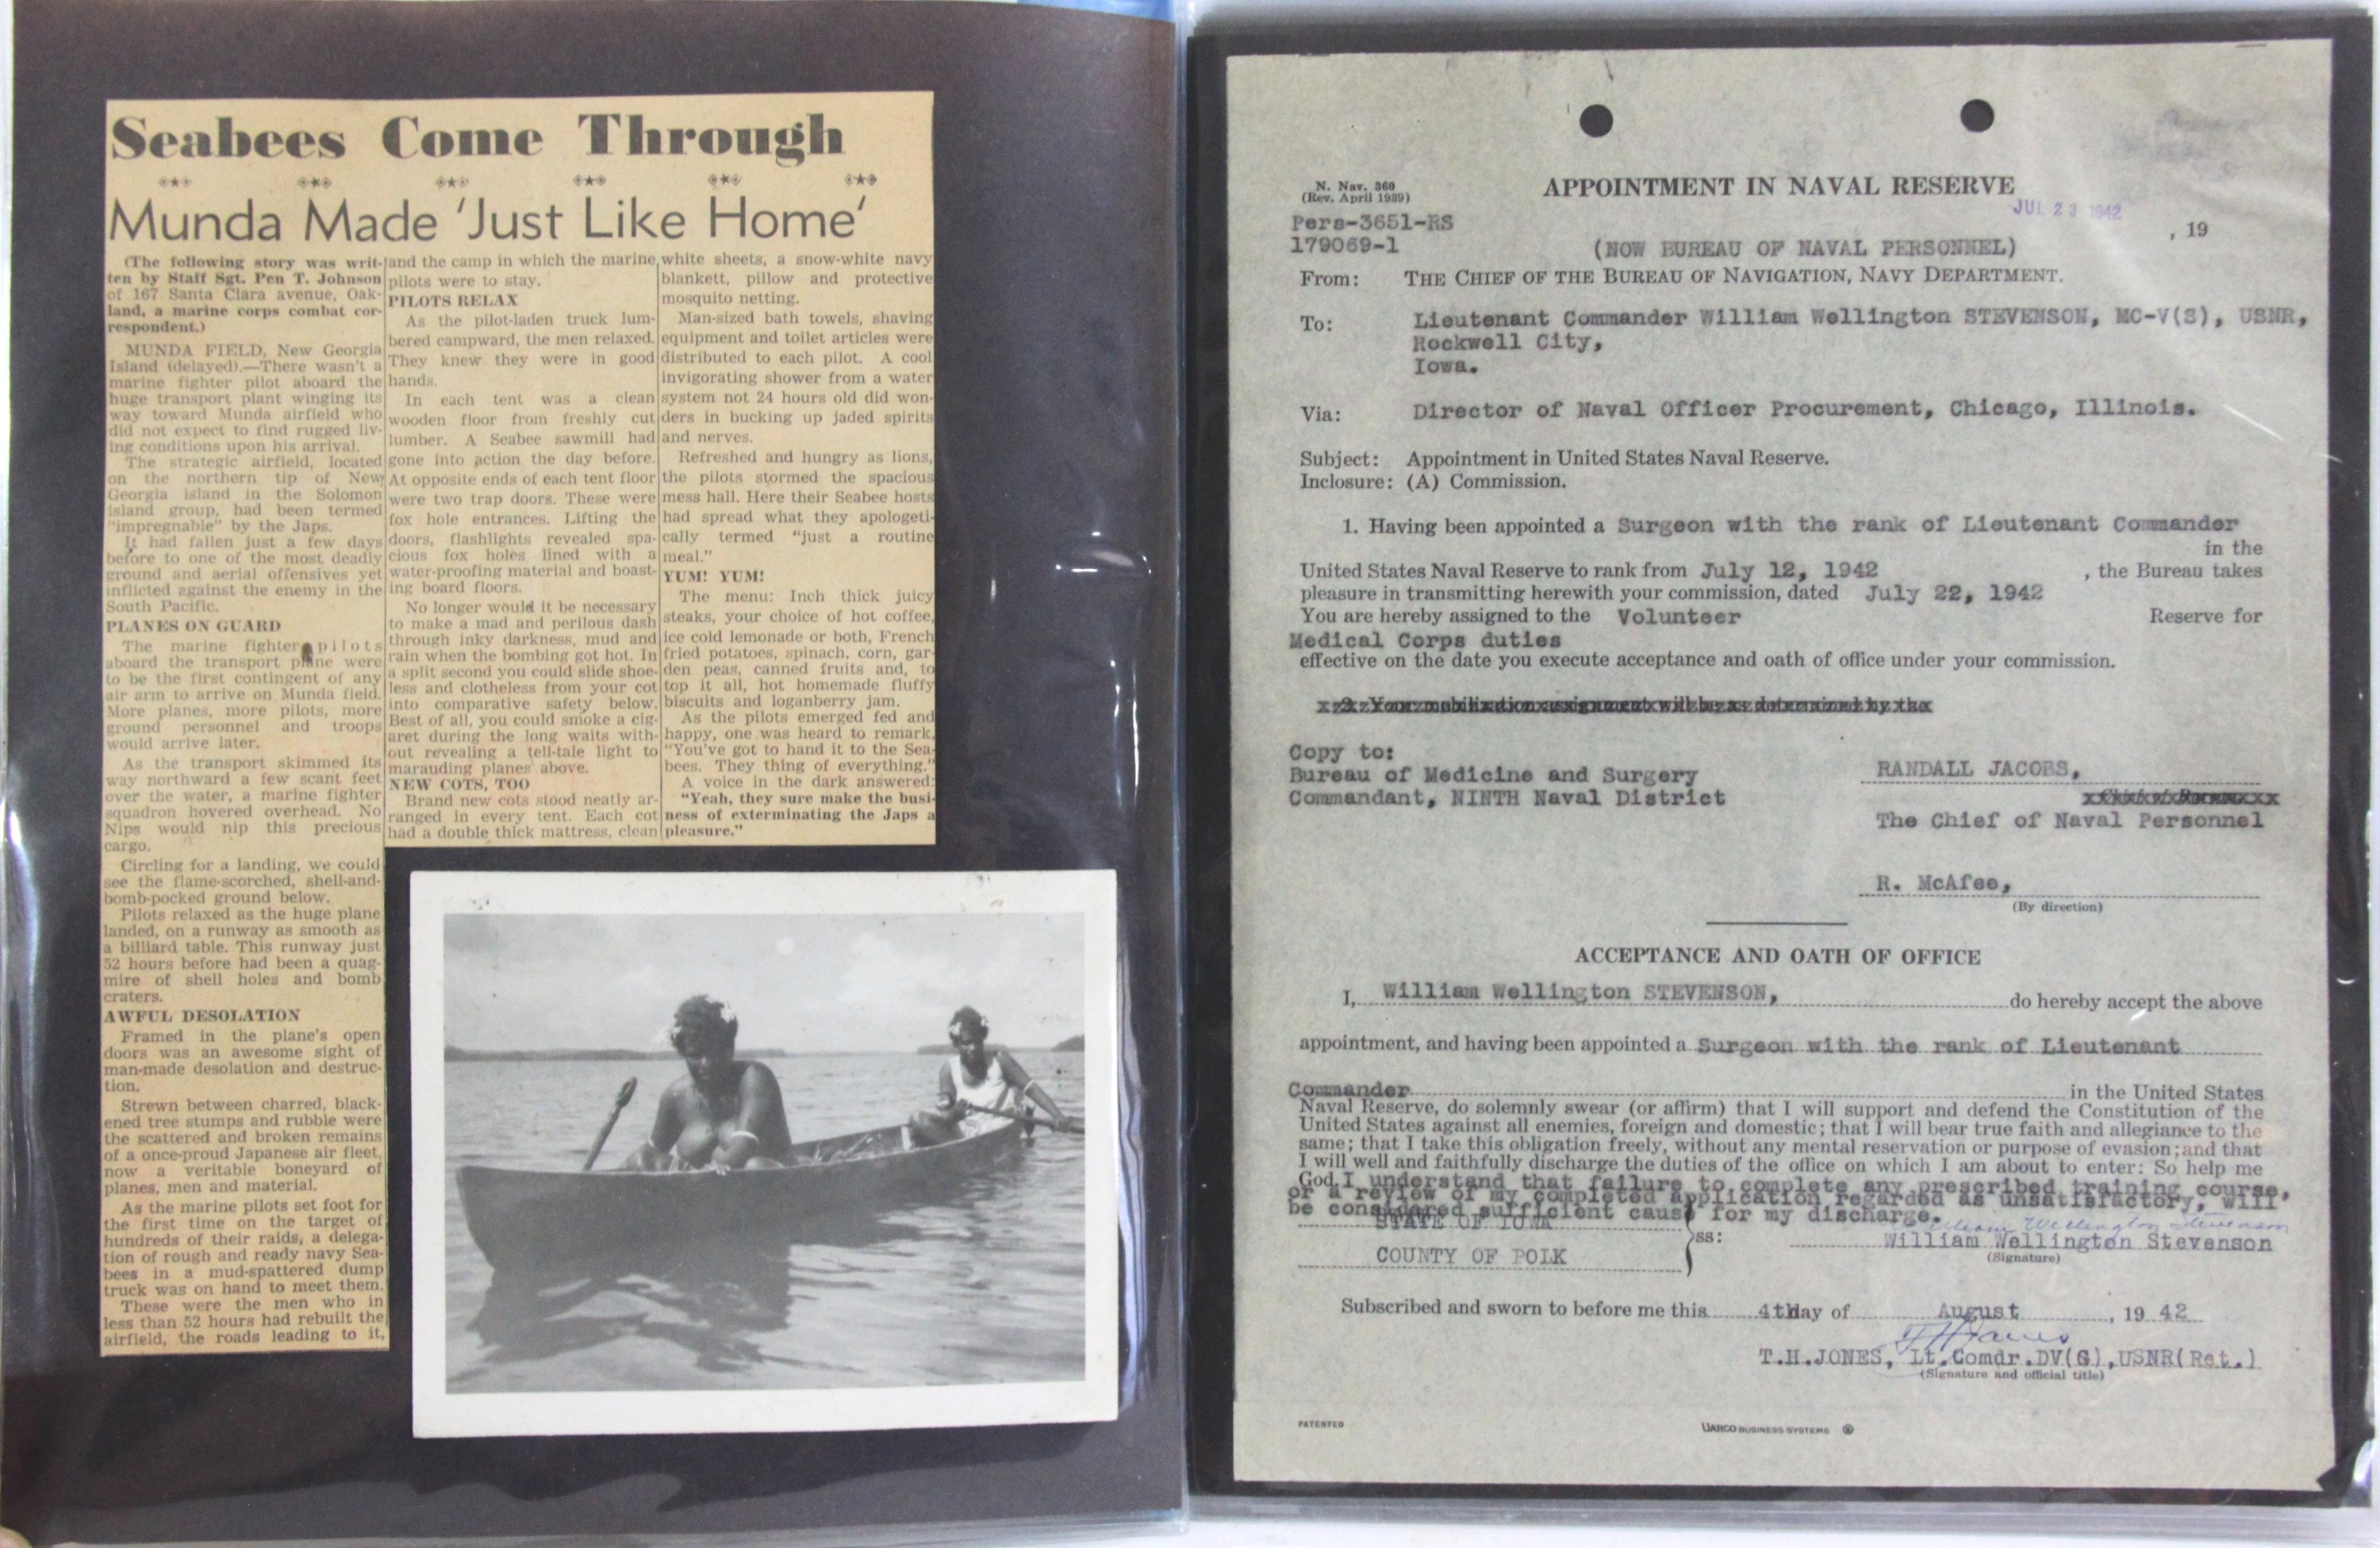 Seabees Come Through
Munda Made 'Just Like Home'
(The following story was writ-
ten by Staff Sgt. Pen T. Johnson
of 167 Santa Clara avenue, Oak-
land, a marine corps combat cor-
respondent.)
MUNDA FIELD, New Georgia
Island (delayed).—There wasn't a
marine fighter pilot aboard the
huge transport plant winging its
way toward Munda airfield who
did not expect to find rugged liv-
ing conditions upon his arrival.
The strategic airfield, located
on the northern tip of New
Georgia island in the Solomon
island group, had been termed
"impregnable" by the Japs.
It had fallen just a few days
before to one of the most deadly
ground and aerial offensives yet
inflicted against the enemy in the
South Pacific.
PLANES ON GUARD
The marine fighter pilots
aboard the transport plane were
to be the first contingent of any
air arm to arrive on Munda field.
More planes, more pilots, more
ground personnel and troops
would arrive later.
As the transport skimmed its
way northward a few scant feet
over the water, a marine fighter
squadron hovered overhead. No
Nips would nip this precious
cargo.
Circling for a landing, we could
see the flame-scorched, shell-and-
bomb-pocked ground below.
Pilots relaxed as the huge plane
landed, on a runway as smooth as
a billiard table. This runway just
52 hours before had been a quag-
mire of shell holes and bomb
craters.
AWFUL DESOLATION
Framed in the plane's open
doors was an awesome sight of
man-made desolation and destruc-
tion.
Strewn between charred, black-
ened tree stumps and rubble were
the scattered and broken remains
of a once-proud Japanese air fleet,
now a veritable boneyard of
planes, men and material.
As the marine pilots set foot for
the first time on the target of
hundreds of their raids, a delega-
tion of rough and ready navy Sea-
bees in a mud-spattered dump
truck was on hand to meet them.
These were the men who in
less than 52 hours had rebuilt the
airfield, the roads leading to it,
and the camp in which the marine
pilots were to stay.
PILOTS RELAX
As the pilot-laden truck lum-
bered campward, the men relaxed.
They knew they were in good
hands.
In each tent was a clean
wooden floor from freshly cut
lumber. A Seabee sawmill had
gone into action the day before.
At opposite ends of each tent floor
were two trap doors. These were
fox hole entrances. Lifting the
doors, flashlights revealed spa-
cious fox holes lined with a
water-proofing material and boast-
ing board floors.
No longer would it be necessary
to make a mad and perilous dash
through inky darkness, mud and
rain when the bombing got hot. In
a split second you could slide shoe-
less and clotheless from your cot
into comparative safety below.
Best of all, you could smoke a cig-
aret during the long waits with-
out revealing a tell-tale light to
marauding planes above.
NEW COTS, TOO
Brand new cots stood neatly ar-
ranged in every tent. Each cot
had a double thick mattress, clean
white sheets, a snow-white navy
blankett, pillow and protective
mosquito netting.
Man-sized bath towels, shaving
equipment and toilet articles were
distributed to each pilot. A cool
invigorating shower from a water
system not 24 hours old did won-
ders in bucking up jaded spirits
and nerves.
Refreshed and hungry as lions,
the pilots stormed the spacious
mess hall. Here their Seabee hosts
had spread what they apologeti-
cally termed "just a routine
meal."
YUM! YUM!
The menu: Inch thick juicy
steaks, your choice of hot coffee,
ice cold lemonade or both, French
fried potatoes, spinach, corn, gar-
den peas, canned fruits and, to
top it all, hot homemade fluffy
biscuits and loganberry jam.
As the pilots emerged fed and
happy, one was heard to remark,
"You've got to hand it to the Sea-
bees. They thing of everything."
A voice in the dark answered:
"Yeah, they sure make the busi-
ness of exterminating the Japs a
pleasure."
N. Nav. 360
(Rev. April 1939)
APPOINTMENT IN NAVAL RESERVE
JUL 23 1942
Pers-3651-RS
, 19
179069-1
(NOW BUREAU OF NAVAL PERSONNEL)
From: THE CHIEF OF THE BUREAU OF NAVIGATION, NAVY DEPARTMENT.
To: Lieutenant Commander William Wellington STEVENSON, MC-V(S), USNR,
Rockwell City,
Iowa.
Via: Director of Naval Officer Procurement, Chicago, Illinois.
Subject: Appointment in United States Naval Reserve.
Inclosure: (A) Commission.
1. Having been appointed a Surgeon with the rank of Lieutenant Commander
in the
United States Naval Reserve to rank from July 12, 1942 , the Bureau takes
pleasure in transmitting herewith your commission, dated July 22, 1942
You are hereby assigned to the Volunteer Reserve for
Medical Corps duties
effective on the date you execute acceptance and oath of office under your commission.
2. Your mobilization assignment will be as determined by the
Copy to:
Bureau of Medicine and Surgery
Commandant, NINTH Naval District
RANDALL JACOBS,
Chief of Bureau
The Chief of Naval Personnel
R. McAfee,
(By direction)
ACCEPTANCE AND OATH OF OFFICE
I, William Wellington STEVENSON, do hereby accept the above
appointment, and having been appointed a Surgeon with the rank of Lieutenant
Commander in the United States
Naval Reserve, do solemnly swear (or affirm) that I will support and defend the Constitution of the
United States against all enemies, foreign and domestic; that I will bear true faith and allegiance to the
same; that I take this obligation freely, without any mental reservation or purpose of evasion; and that
I will well and faithfully discharge the duties of the office on which I am about to enter: So help me
God. I understand that failure to complete any prescribed training course,
or a review of my completed application regarded as unsatisfactory, will
be considered sufficient cause for my discharge.
STATE OF IOWA
ss:
William Wellington Stevenson
William Wellington Stevenson
(Signature)
COUNTY OF POLK
Subscribed and sworn to before me this 4th day of August , 19 42
T H Jones
T.H.JONES, Lt.Comdr.DV(G),USNR(Ret.)
(Signature and official title)
PATENTED
UARCO BUSINESS SYSTEMS ®